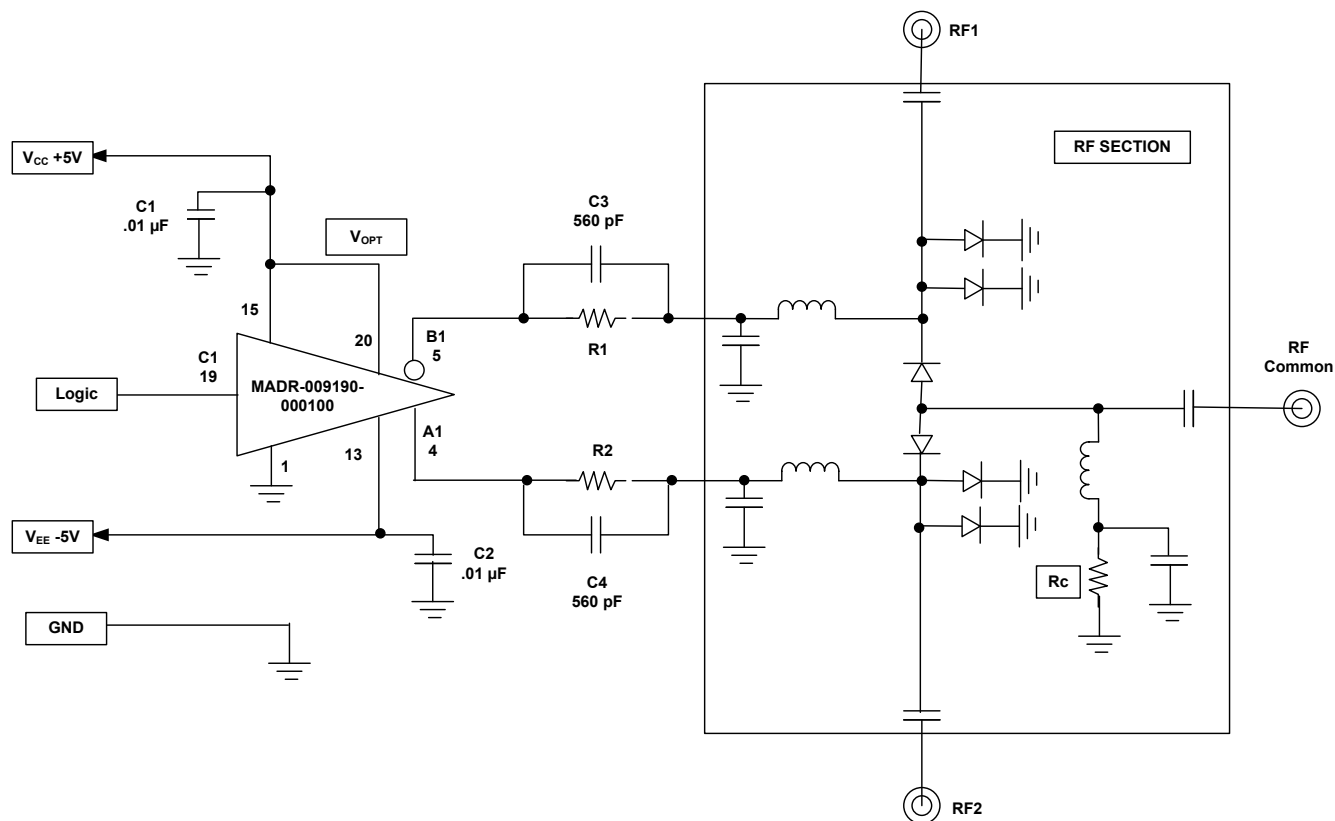 RF1
RF SECTION
VCC +5V
C1
.01 µF
VOPT
C3
560 pF
15
20
B1
5
R1
C1
19
Logic
MADR-009190-
000100
RF
Common
1
13
A1
4
R2
VEE -5V
C2
.01 µF
C4
560 pF
Rc
GND
RF2